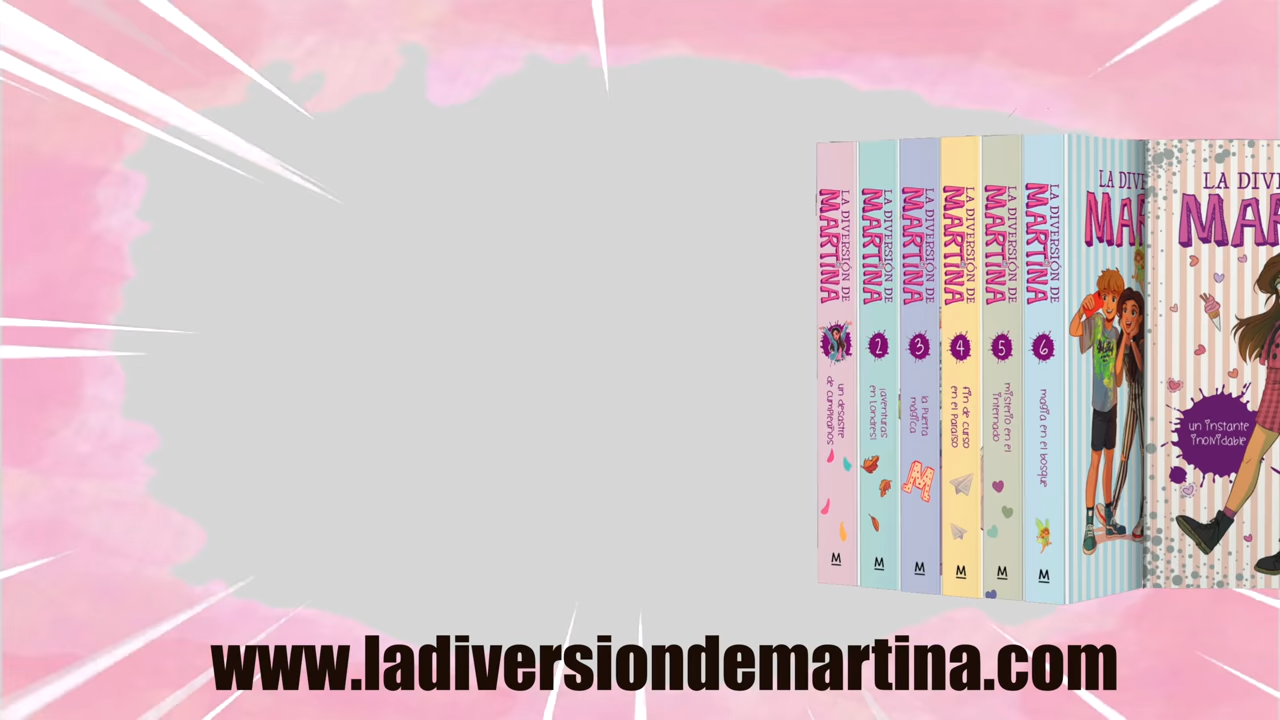 LA DIVERSIÓN DE
MARTINA
un desastre
de cumpleaños
M
LA DIVERSIÓN DE
MARTINA
2
¡aventuras
en Londres!
M
LA DIVERSIÓN DE
MARTINA
3
la puerta
mágica
M
M
LA DIVERSIÓN DE
MARTINA
4
fin de curso
en el paraíso
M
LA DIVERSIÓN DE
MARTINA
5
misterio en el
internado
M
LA DIVERSIÓN DE
MARTINA
6
magia en el bosque
M
LA DIVE
MAR
LA DIVE
MAR
un instante
inolvidable
www.ladiversiondemartina.com